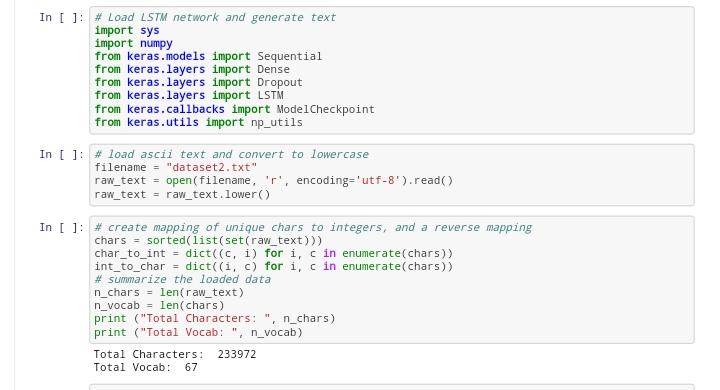 In [ ]: # Load LSTM network and generate text
import sys
import numpy
from keras.models import Sequential
from keras.layers import Dense
from keras.layers import Dropout
from keras.layers import LSTM
from keras.callbacks import ModelCheckpoint
from keras.utils import np_utils
In [ ]: # load ascii text and convert to lowercase
filename = "dataset2.txt"
raw_text = open(filename, 'r', encoding='utf-8').read()
raw_text = raw_text.lower()
In [ ]: # create mapping of unique chars to integers, and a reverse mapping
chars = sorted(list(set(raw_text)))
char_to_int = dict((c, i) for i, c in enumerate(chars))
int_to_char = dict((i, c) for i, c in enumerate(chars))
# summarize the loaded data
n_chars = len(raw_text)
n_vocab = len(chars)
print ("Total Characters: ", n_chars)
print ("Total Vocab: ", n_vocab)
Total Characters:  233972
Total Vocab:  67